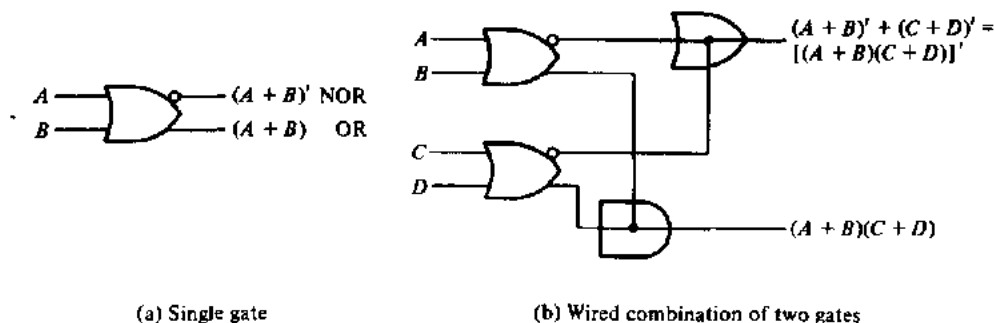 A
B
(A + B)' NOR
(A + B) OR
(a) Single gate
A
B
C
D
(A + B)' + (C + D)' =
[(A + B)(C + D)]'
(A + B)(C + D)
(b) Wired combination of two gates